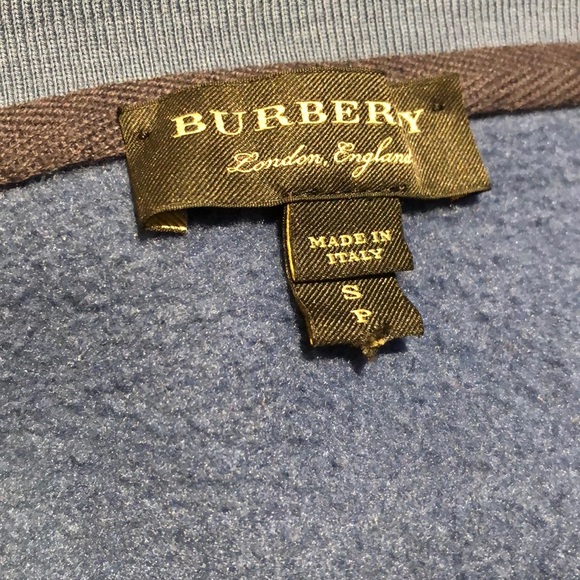 BURBERRY
London, England
MADE IN
ITALY
S
P